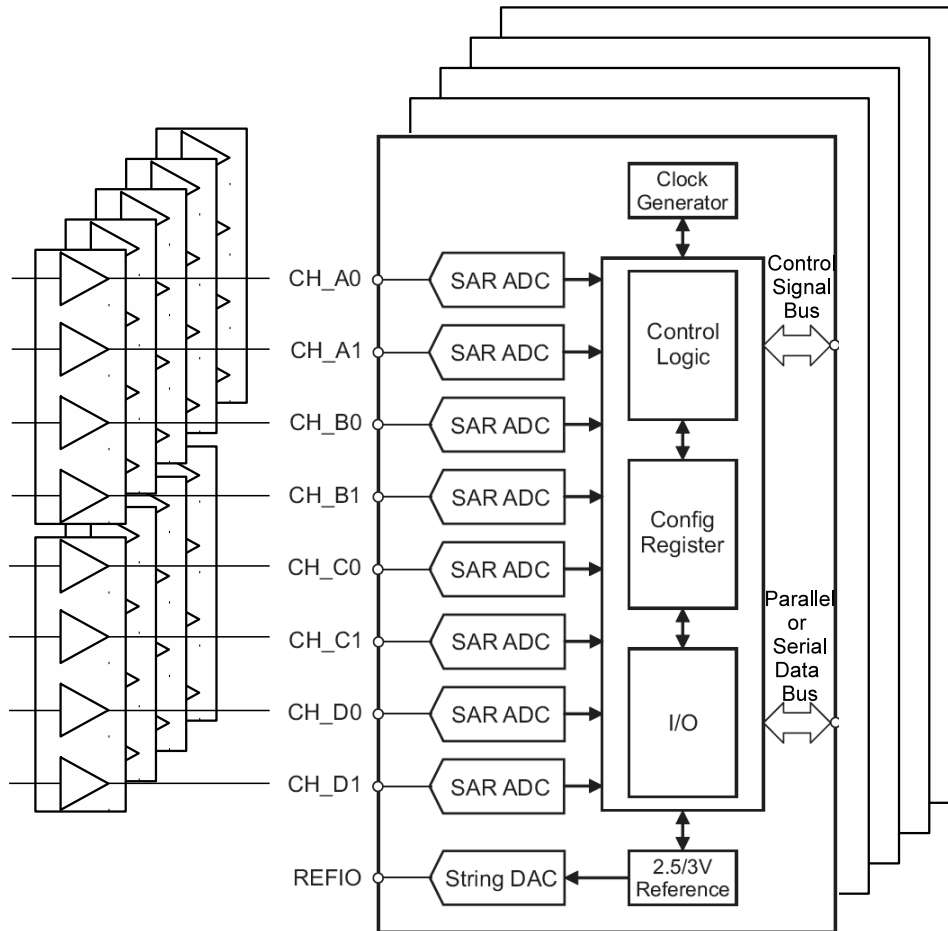 Clock
Generator
CH_A0
SAR ADC
Control
Signal
Bus
Control
Logic
CH_A1
SAR ADC
CH_B0
SAR ADC
CH_B1
SAR ADC
Config
Register
CH_C0
SAR ADC
Parallel
or
Serial
Data
Bus
CH_C1
SAR ADC
CH_D0
SAR ADC
I/O
CH_D1
SAR ADC
REFIO
String DAC
2.5/3V
Reference